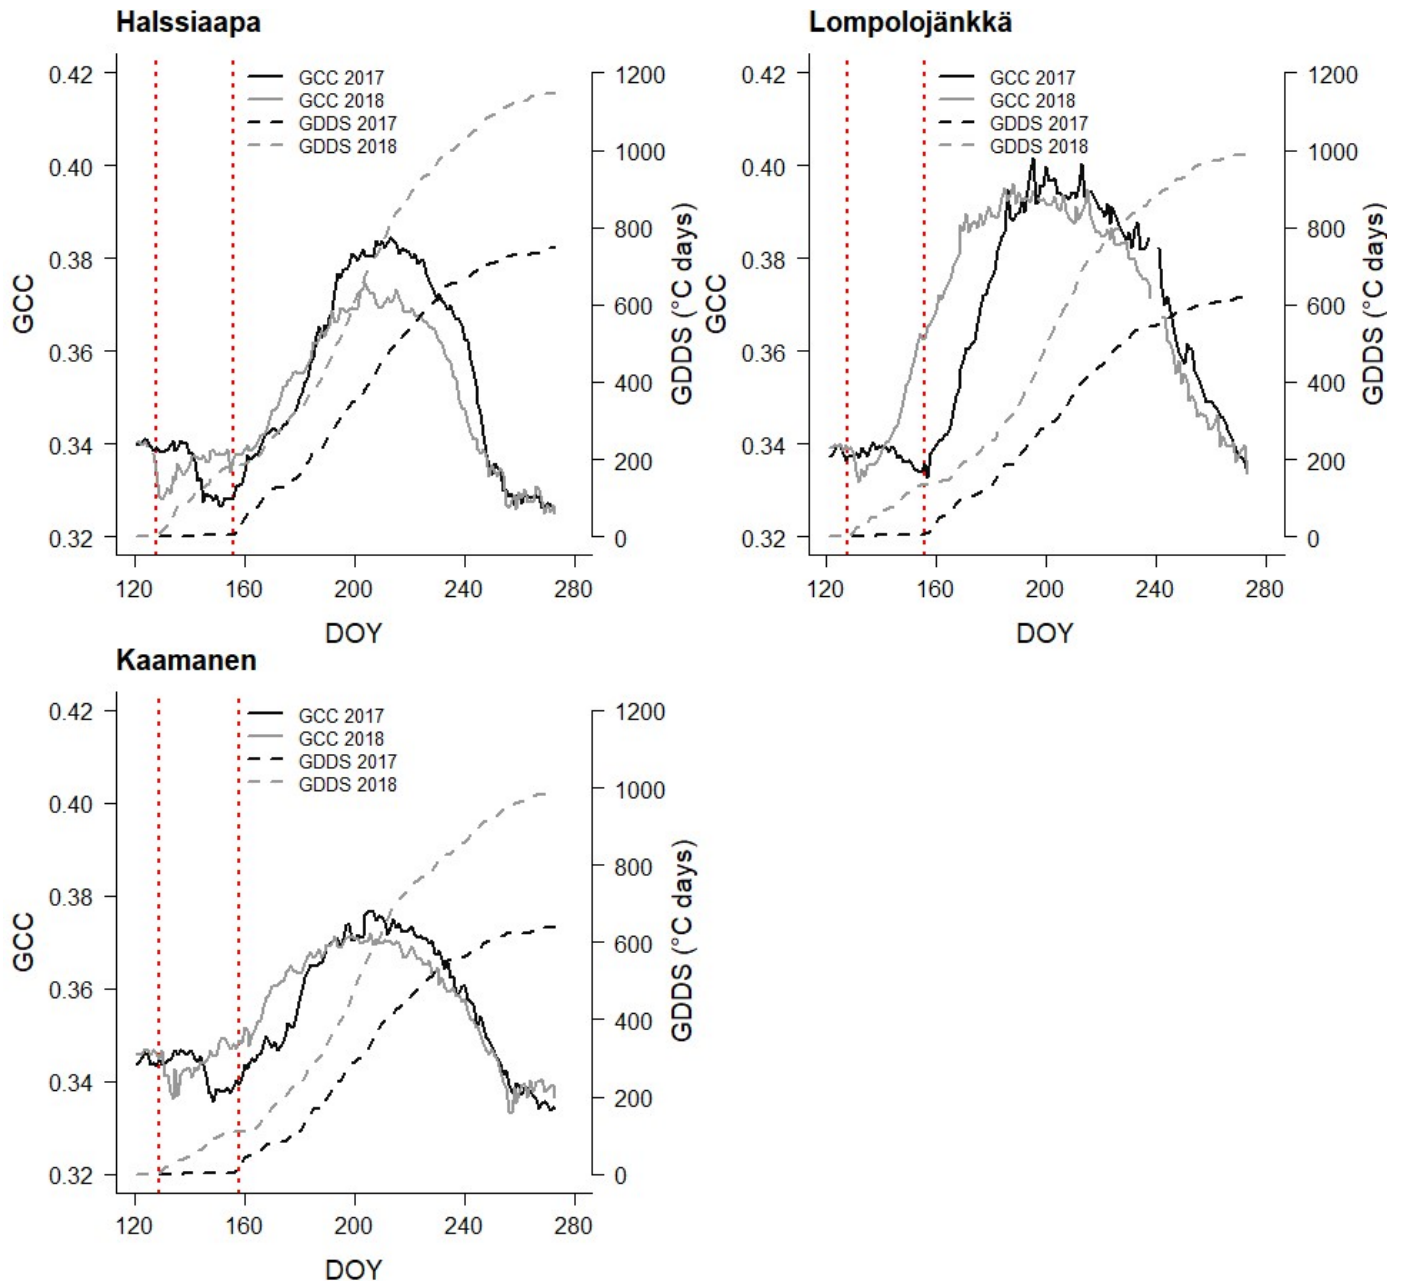 Halssiaapa
0.42
0.40
0.38
0.36
0.34
0.32
GCC
GCC 2017
GCC 2018
GDDS 2017
GDDS 2018
1200
1000
800
600
400
200
0
GDDS (°C days)
120 160 200 240 280
DOY
Lompolojänkkä
0.42
0.40
0.38
0.36
0.34
0.32
GCC
GCC 2017
GCC 2018
GDDS 2017
GDDS 2018
1200
1000
800
600
400
200
0
GDDS (°C days)
120 160 200 240 280
DOY
Kaamanen
0.42
0.40
0.38
0.36
0.34
0.32
GCC
GCC 2017
GCC 2018
GDDS 2017
GDDS 2018
1200
1000
800
600
400
200
0
GDDS (°C days)
120 160 200 240 280
DOY